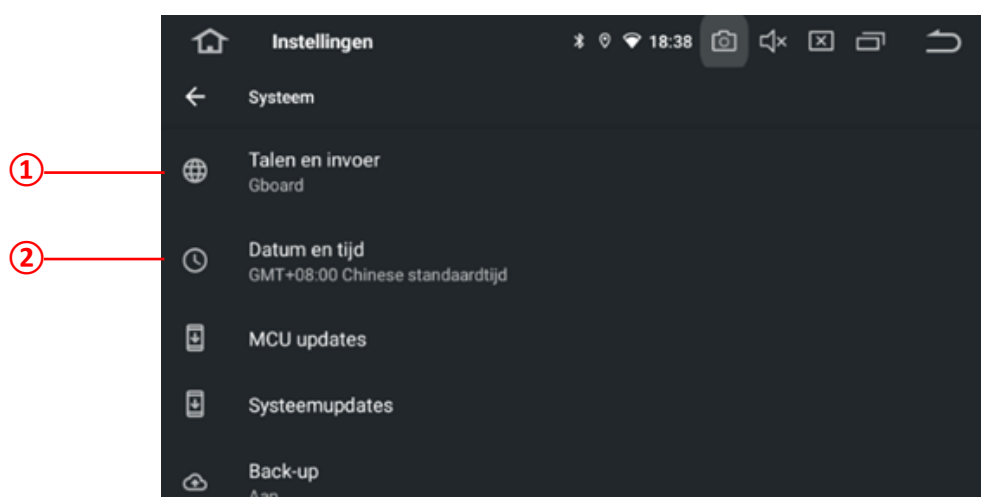 Instellingen 18:38
Systeem
① Talen en invoer
Gboard
② Datum en tijd
GMT+08:00 Chinese standaardtijd
MCU updates
Systeemupdates
Back-up
Aan